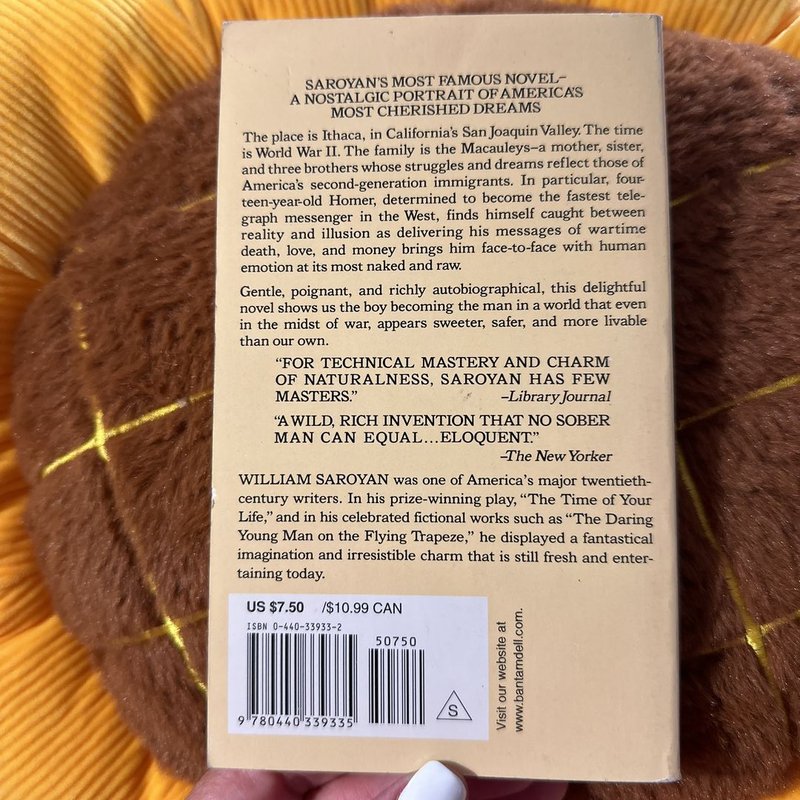 SAROYAN'S MOST FAMOUS NOVEL–
A NOSTALGIC PORTRAIT OF AMERICA'S
MOST CHERISHED DREAMS
The place is Ithaca, in California's San Joaquin Valley. The time
is World War II. The family is the Macauleys–a mother, sister,
and three brothers whose struggles and dreams reflect those of
America's second-generation immigrants. In particular, four-
teen-year-old Homer, determined to become the fastest tele-
graph messenger in the West, finds himself caught between
reality and illusion as delivering his messages of wartime
death, love, and money brings him face-to-face with human
emotion at its most naked and raw.
Gentle, poignant, and richly autobiographical, this delightful
novel shows us the boy becoming the man in a world that even
in the midst of war, appears sweeter, safer, and more livable
than our own.
"FOR TECHNICAL MASTERY AND CHARM
OF NATURALNESS, SAROYAN HAS FEW
MASTERS." –Library Journal
"A WILD, RICH INVENTION THAT NO SOBER
MAN CAN EQUAL...ELOQUENT."
–The New Yorker
WILLIAM SAROYAN was one of America's major twentieth-
century writers. In his prize-winning play, "The Time of Your
Life," and in his celebrated fictional works such as "The Daring
Young Man on the Flying Trapeze," he displayed a fantastical
imagination and irresistible charm that is still fresh and enter-
taining today.
US $7.50 /$10.99 CAN
ISBN 0-440-33933-2
50750
9 780440 339335
S
Visit our website at
www.bantamdell.com.